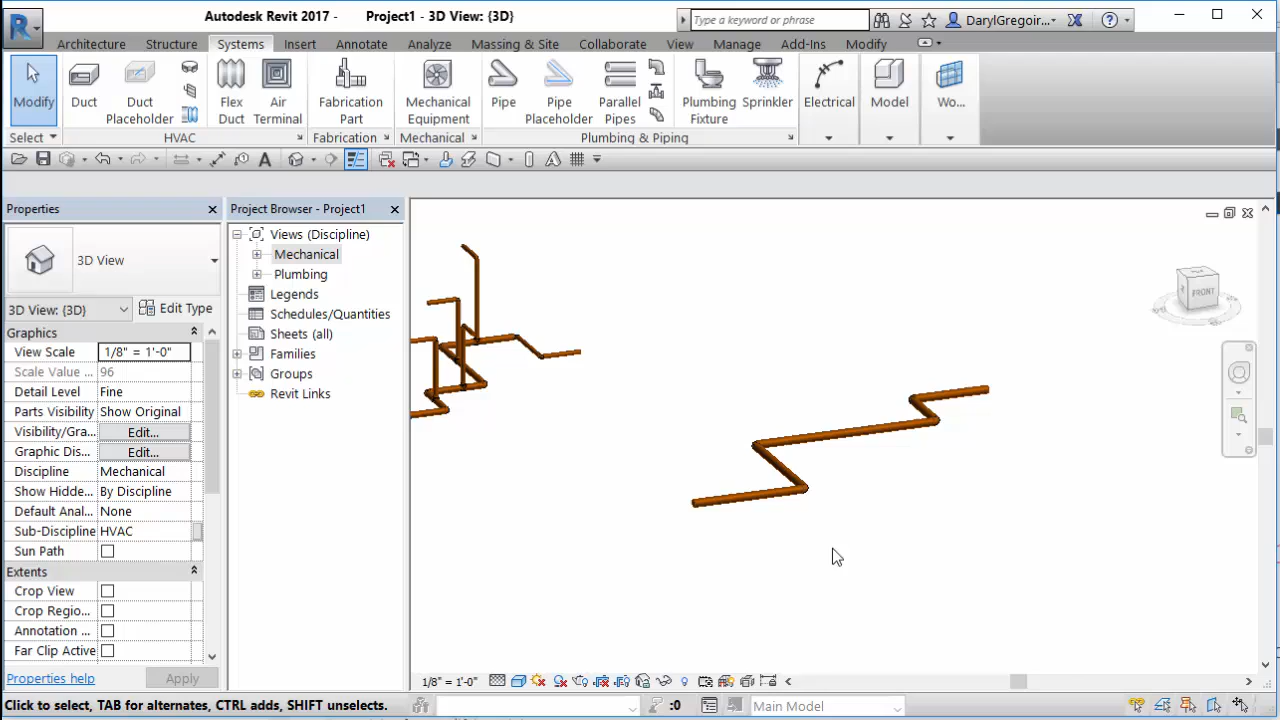 Autodesk Revit 2017 - Project1 - 3D View: {3D}
Type a keyword or phrase
DarylGregoir...
Architecture Structure Systems Insert Annotate Analyze Massing & Site Collaborate View Manage Add-Ins Modify
Modify
Duct
Duct Placeholder
Flex Duct
Air Terminal
Fabrication Part
Mechanical Equipment
Pipe
Pipe Placeholder
Parallel Pipes
Plumbing Fixture
Sprinkler
Electrical
Model
Wo...
Select HVAC Fabrication Mechanical Plumbing & Piping
Properties
3D View
3D View: {3D} Edit Type
Graphics
View Scale 1/8" = 1'-0"
Scale Value ... 96
Detail Level Fine
Parts Visibility Show Original
Visibility/Gra... Edit...
Graphic Dis... Edit...
Discipline Mechanical
Show Hidde... By Discipline
Default Anal... None
Sub-Discipline HVAC
Sun Path
Extents
Crop View
Crop Regio...
Annotation ...
Far Clip Active
Properties help Apply
Project Browser - Project1
Views (Discipline)
Mechanical
Plumbing
Legends
Schedules/Quantities
Sheets (all)
Families
Groups
Revit Links
FRONT
1/8" = 1'-0"
Click to select, TAB for alternates, CTRL adds, SHIFT unselects.
:0
Main Model